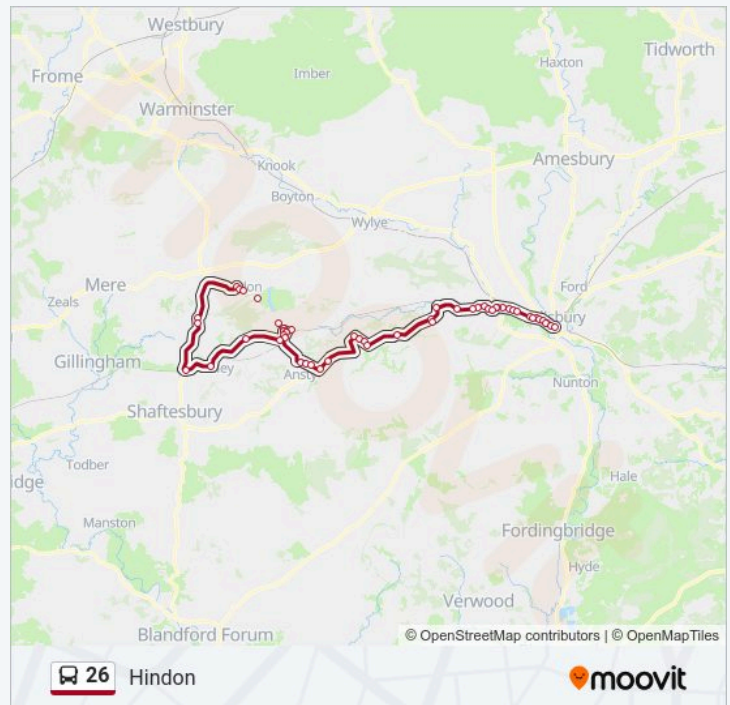 Westbury
Tidworth
Frome
Haxton
Imber
Warminster
Amesbury
Knook
Boyton
Wylye
Mere
Ford
Zeals
Gillingham
Ansty
Nunton
Shaftesbury
Todber
Hale
idge
Manston
Fordingbridge
Hyde
Verwood
Blandford Forum
© OpenStreetMap contributors | © OpenMapTiles
26 Hindon
moovit